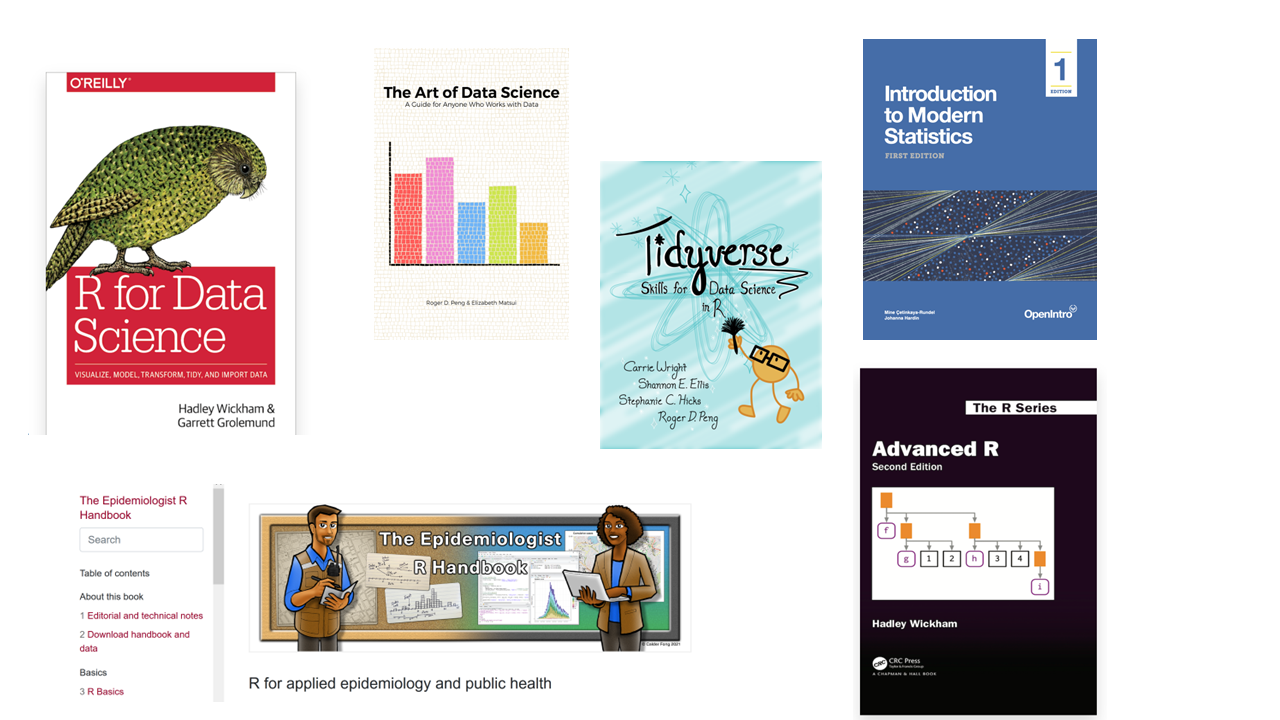 O'REILLY®
R for Data
Science
VISUALIZE, MODEL, TRANSFORM, TIDY, AND IMPORT DATA
Hadley Wickham &
Garrett Grolemund
The Art of Data Science
A Guide for Anyone Who Works with Data
Roger D. Peng & Elizabeth Matsui
Tidyverse
Skills for Data Science
in R
Carrie Wright
Shannon E. Ellis
Stephanie C. Hicks
Roger D. Peng
1
EDITION
Introduction
to Modern
Statistics
FIRST EDITION
Mine Çetinkaya-Rundel
Johanna Hardin
OpenIntro
The R Series
Advanced R
Second Edition
f
g 1 2 h 3 4
i
Hadley Wickham
CRC CRC Press
Taylor & Francis Group
A CHAPMAN & HALL BOOK
The Epidemiologist R
Handbook
Search
Table of contents
About this book
1 Editorial and technical notes
2 Download handbook and
data
Basics
3 R Basics
The Epidemiologist
R Handbook
R for applied epidemiology and public health